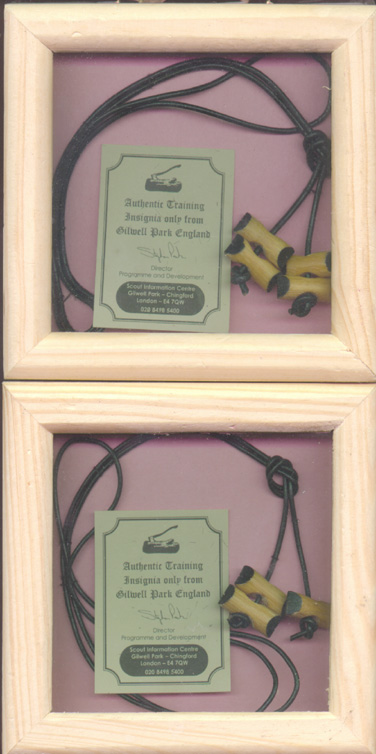 Authentic Training
Insignia only from
Gilwell Park England
Director
Programme and Development
Scout Information Centre
Gilwell Park - Chingford
London - E4 7QW
020 8498 5400
Authentic Training
Insignia only from
Gilwell Park England
Director
Programme and Development
Scout Information Centre
Gilwell Park - Chingford
London - E4 7QW
020 8498 5400